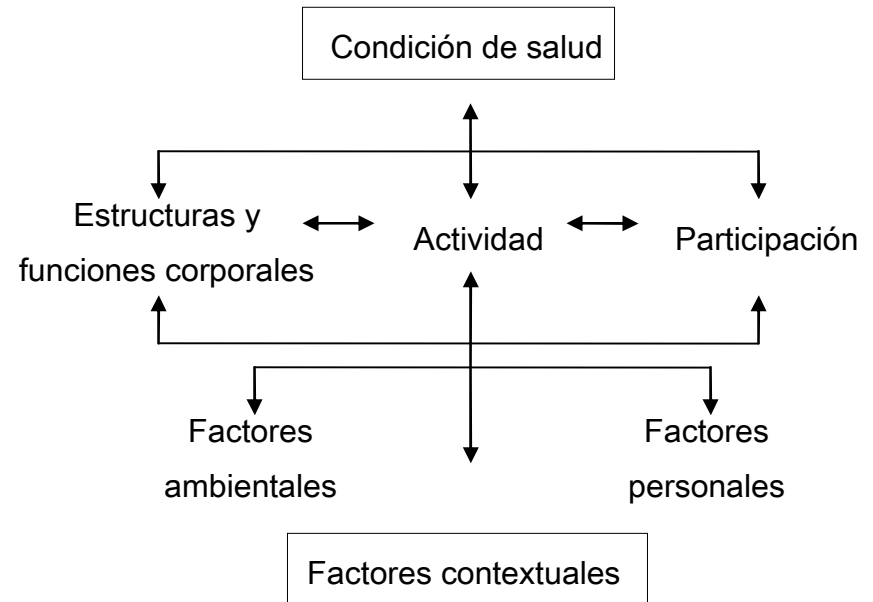 Condición de salud
Estructuras y
funciones corporales
Actividad
Participación
Factores
ambientales
Factores
personales
Factores contextuales